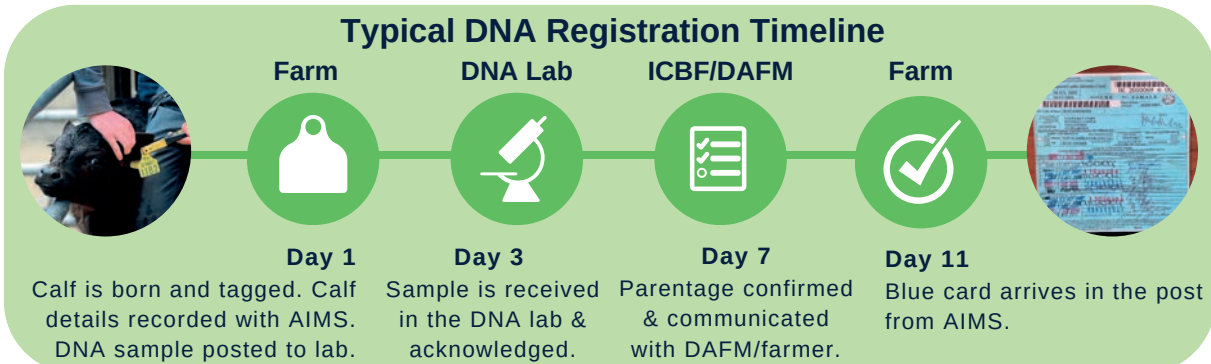 Typical DNA Registration Timeline
Farm
DNA Lab
ICBF/DAFM
Farm
Day 1
Calf is born and tagged. Calf
details recorded with AIMS.
DNA sample posted to lab.
Day 3
Sample is received
in the DNA lab &
acknowledged.
Day 7
Parentage confirmed
& communicated
with DAFM/farmer.
Day 11
Blue card arrives in the post
from AIMS.